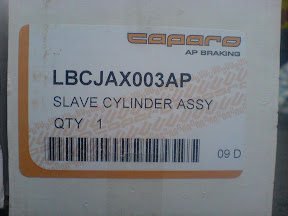 caparo
AP BRAKING
LBCJAX003AP
SLAVE CYLINDER ASSY
QTY 1
09 D